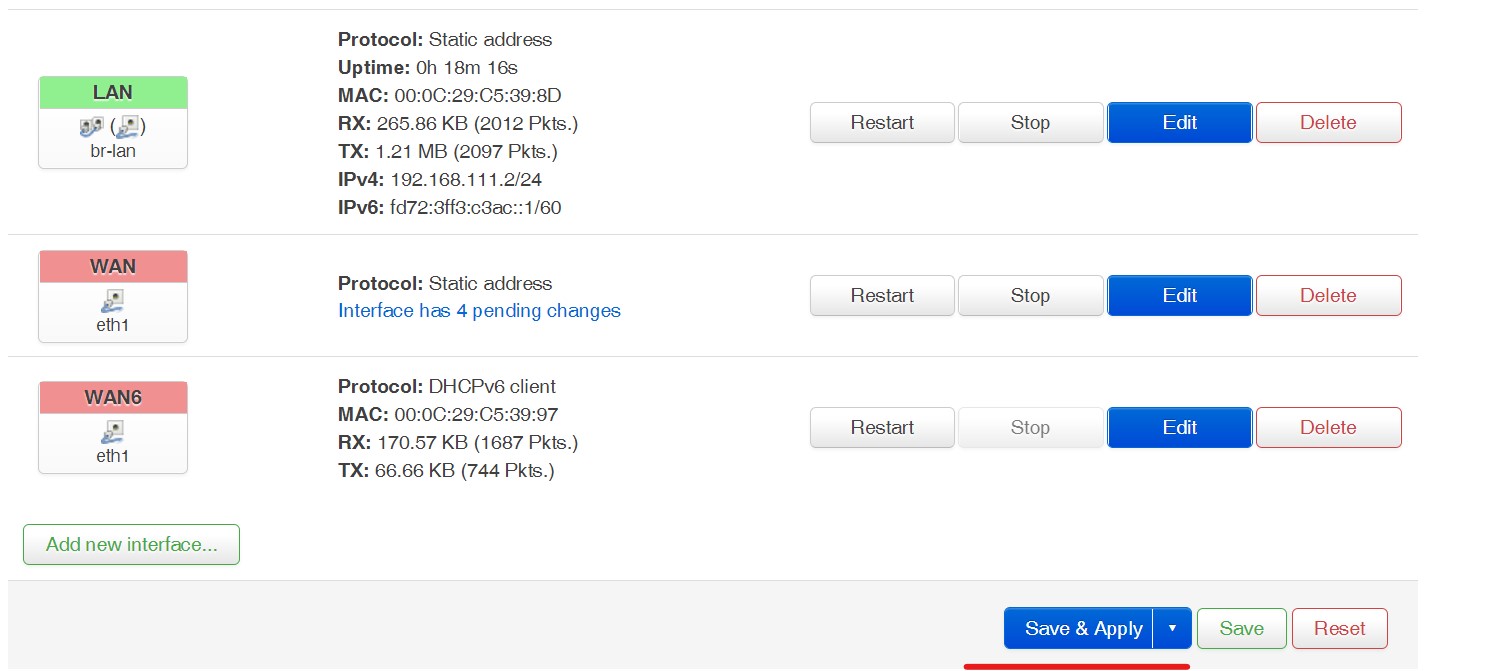 LAN
( )
br-lan
Protocol: Static address
Uptime: 0h 18m 16s
MAC: 00:0C:29:C5:39:8D
RX: 265.86 KB (2012 Pkts.)
TX: 1.21 MB (2097 Pkts.)
IPv4: 192.168.111.2/24
IPv6: fd72:3ff3:c3ac::1/60
Restart Stop Edit Delete
WAN
eth1
Protocol: Static address
Interface has 4 pending changes
Restart Stop Edit Delete
WAN6
eth1
Protocol: DHCPv6 client
MAC: 00:0C:29:C5:39:97
RX: 170.57 KB (1687 Pkts.)
TX: 66.66 KB (744 Pkts.)
Restart Stop Edit Delete
Add new interface...
Save & Apply Save Reset